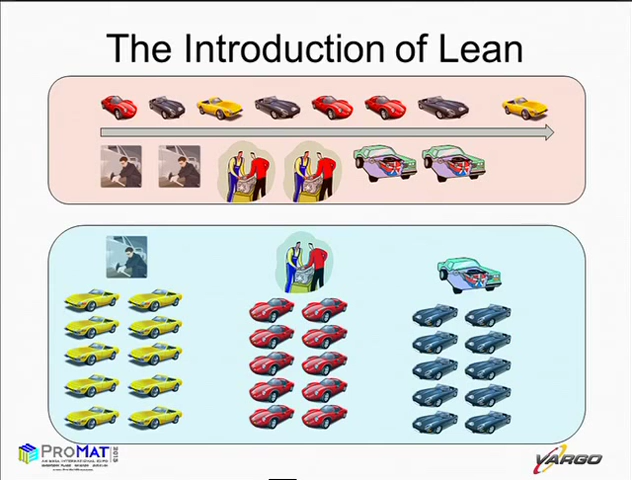 The Introduction of Lean
PROMAT
2015
VARGO